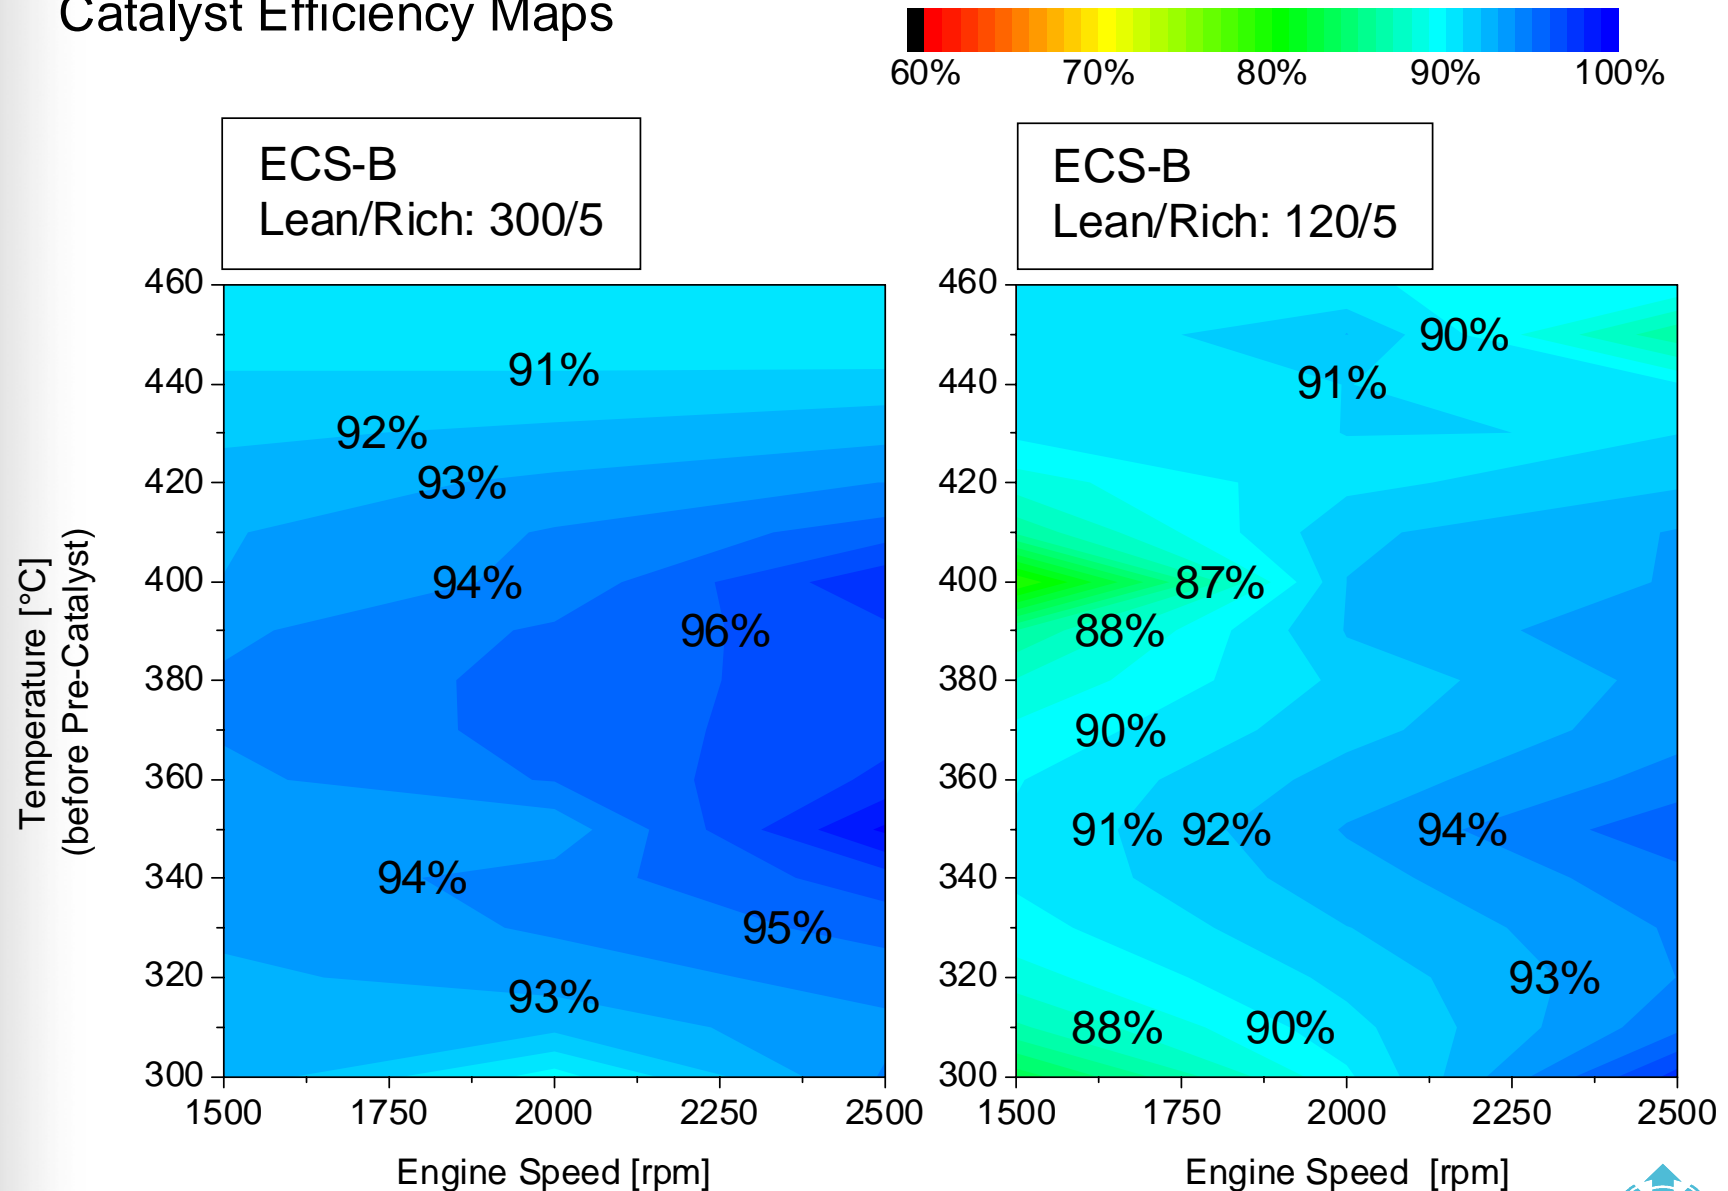 Catalyst Efficiency Maps
60% 70% 80% 90% 100%
ECS-B
Lean/Rich: 300/5
ECS-B
Lean/Rich: 120/5
Temperature [°C]
(before Pre-Catalyst)
460
440
420
400
380
360
340
320
300
91%
92%
93%
94%
96%
94%
95%
93%
1500 1750 2000 2250 2500
Engine Speed [rpm]
460
440
420
400
380
360
340
320
300
90%
91%
87%
88%
90%
91% 92% 94%
93%
88% 90%
1500 1750 2000 2250 2500
Engine Speed [rpm]